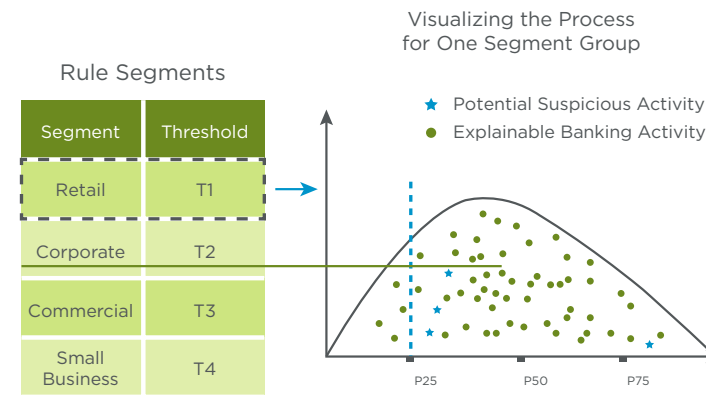 Visualizing the Process
for One Segment Group
Rule Segments
Potential Suspicious Activity
Explainable Banking Activity
Segment Threshold
Retail T1
Corporate T2
Commercial T3
Small
Business T4
P25 P50 P75